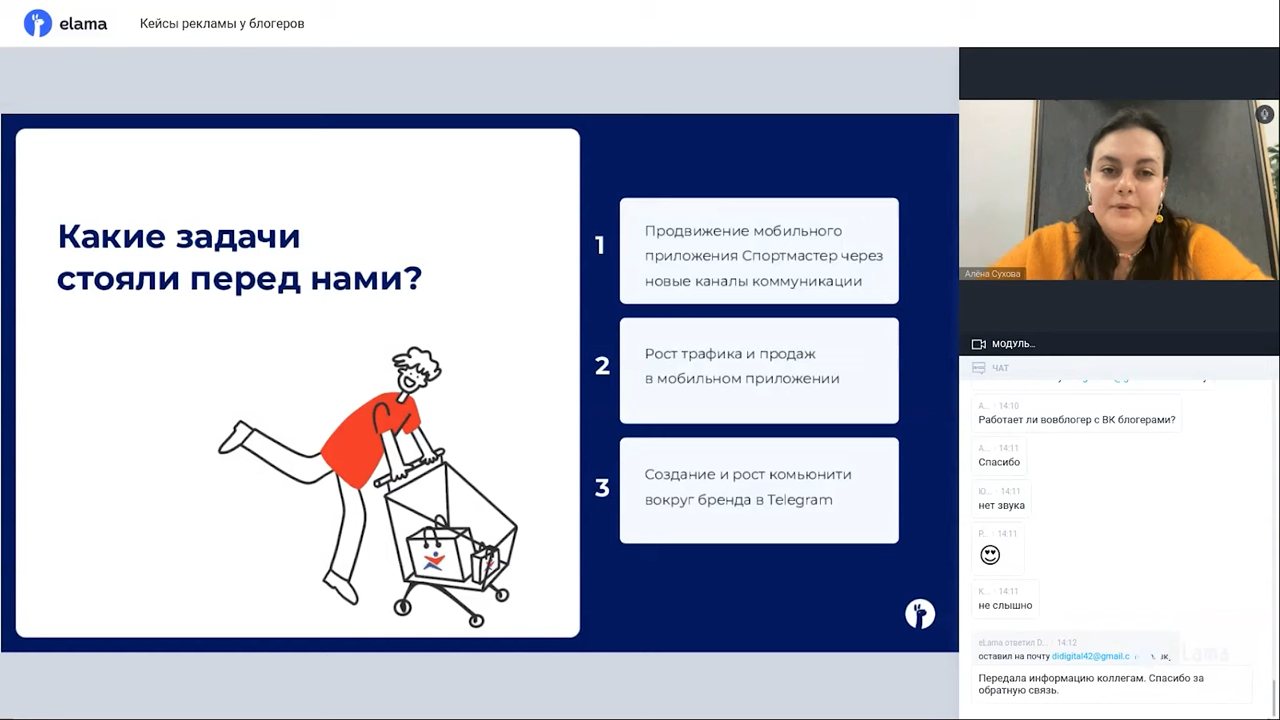 elama
Кейсы рекламы у блогеров
Какие задачи
стояли перед нами?
1
Продвижение мобильного
приложения Спортмастер через
новые каналы коммуникации
2
Рост трафика и продаж
в мобильном приложении
3
Создание и рост комьюнити
вокруг бренда в Telegram
Алёна Сухова
МОДУЛЬ…
ЧАТ
А… · 14:10
Работает ли вовблогер с ВК блогерами?
А… · 14:11
Спасибо
Ю… · 14:11
нет звука
Р… · 14:11
К… · 14:11
не слышно
eLama ответил D… · 14:12
оставил на почту didigital42@gmail.c
Передала информацию коллегам. Спасибо за
обратную связь.